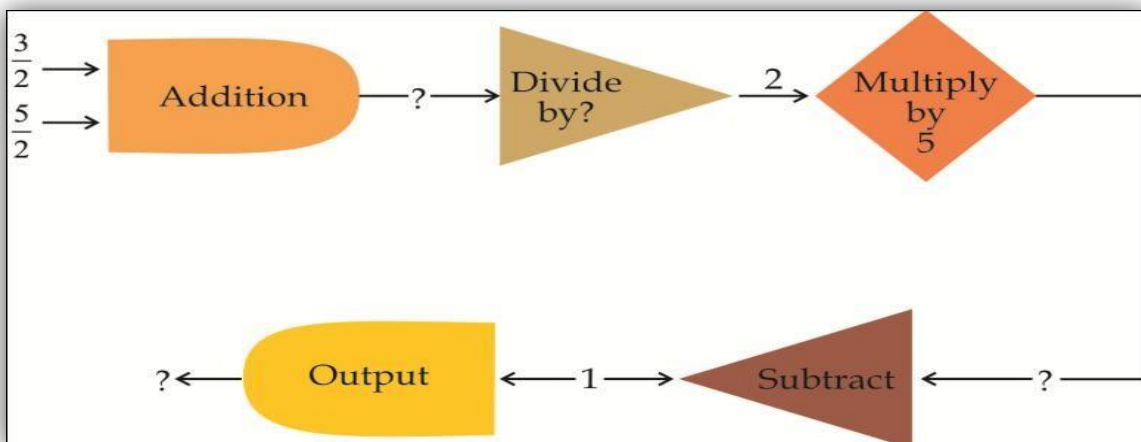 3/2
5/2
Addition
?
Divide
by?
2
Multiply
by
5
?
Subtract
1
Output
?